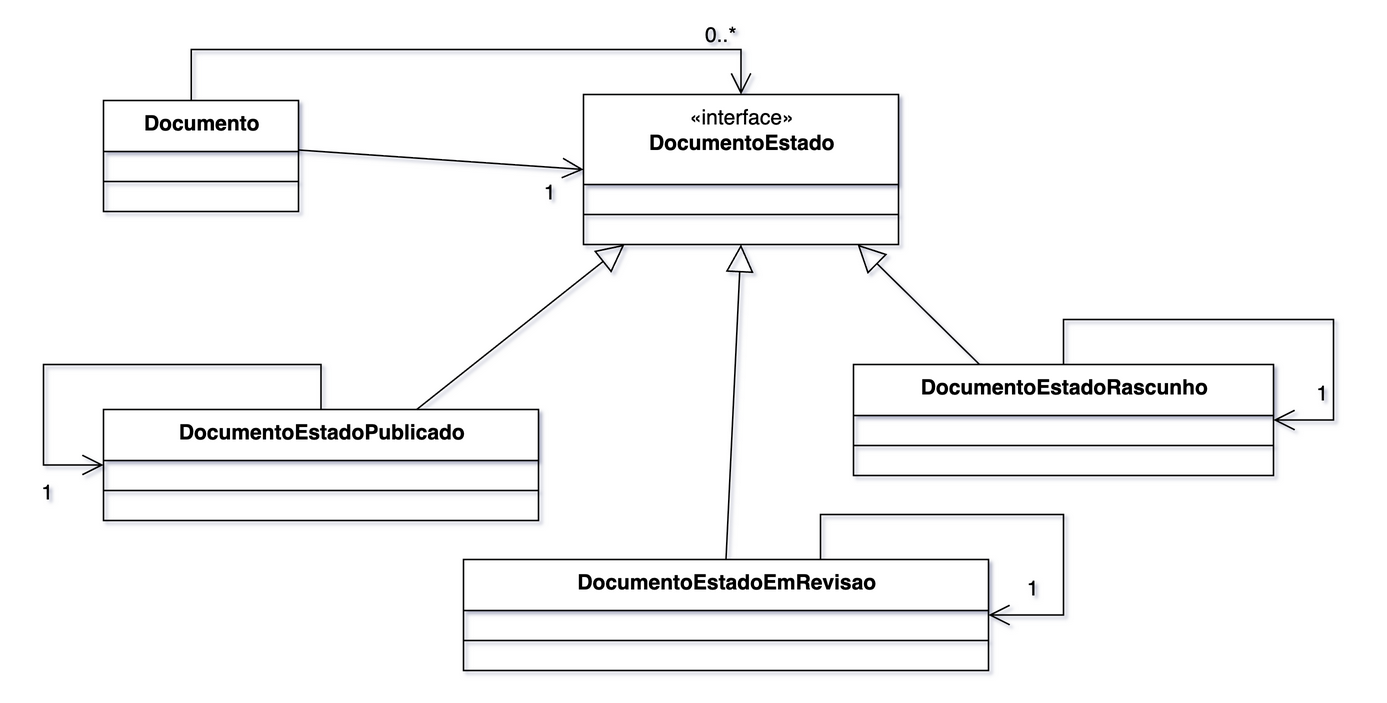 0..*
Documento
«interface»
DocumentoEstado
1
DocumentoEstadoRascunho
1
DocumentoEstadoPublicado
1
DocumentoEstadoEmRevisao
1